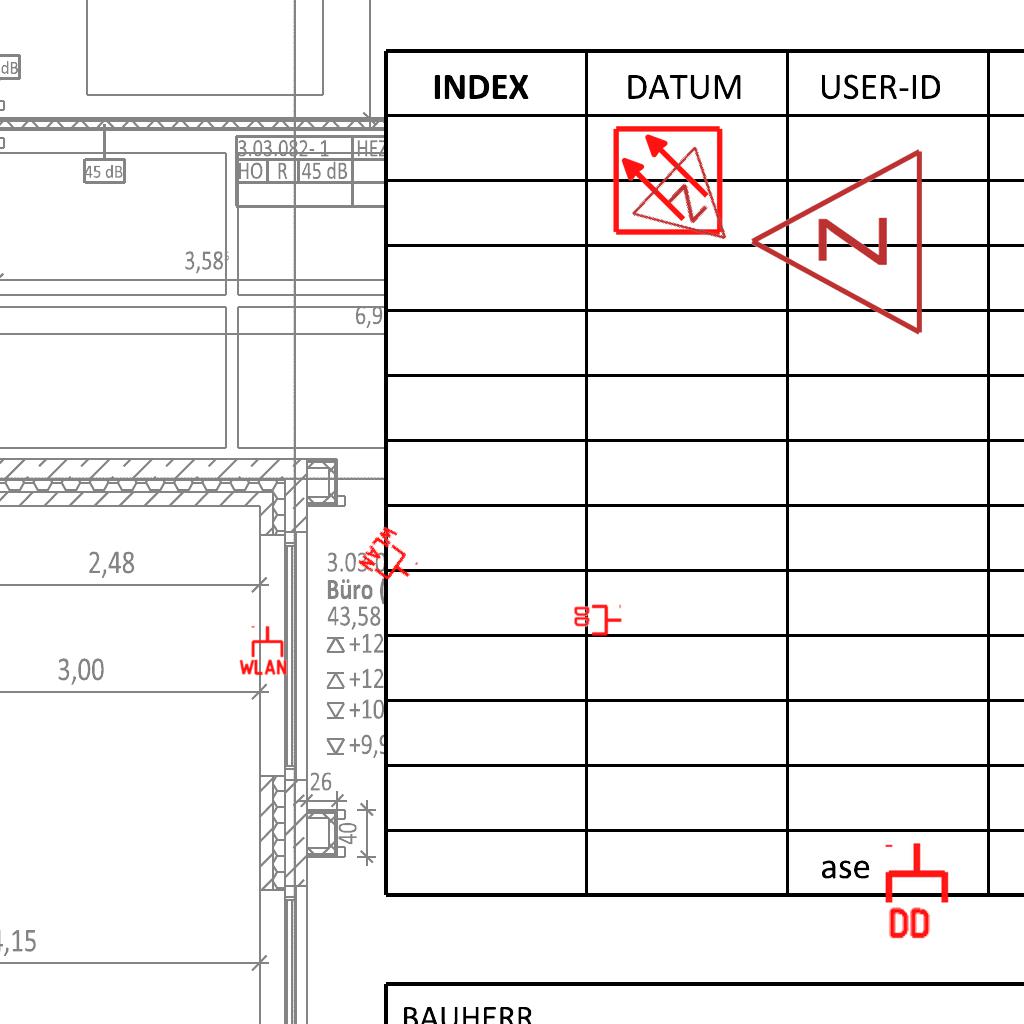 dB
INDEX DATUM USER-ID
3.03.082-1 HEZ
45 dB
HO R 45 dB
N
N
3,58⁵
6,9
2,48
WLAN
3.03.0
Büro (
43,58
DD
+12
3,00
WLAN
+12
+10
+9,9
26
40
ase
DD
4,15
BAUHERR